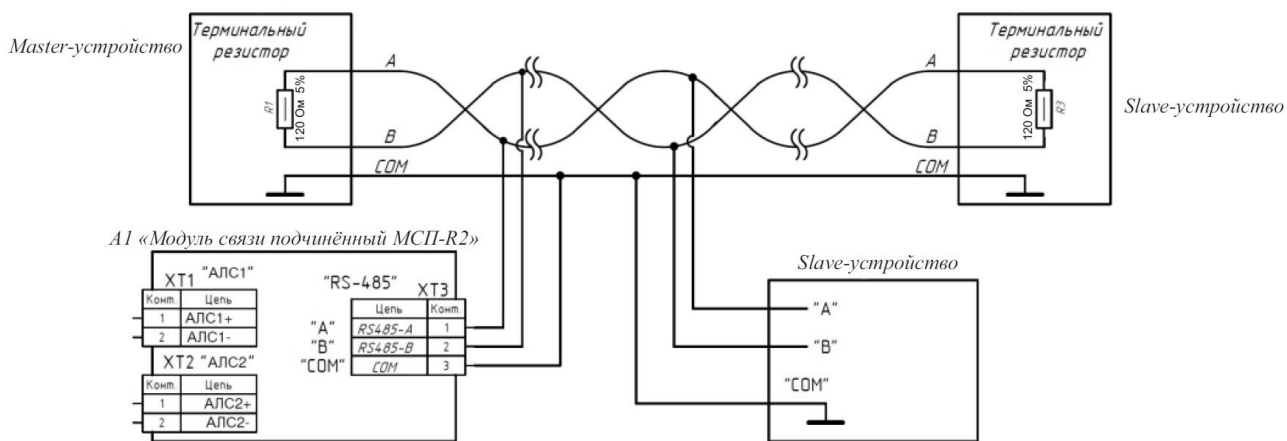 Терминальный
резистор
Терминальный
резистор
Master-устройство
Slave-устройство
A
A
R1
120 Ом 5%
120 Ом 5%
R3
B
B
COM
COM
A1 «Модуль связи подчинённый МСП-R2»
Slave-устройство
XT1 "АЛС1"
Конт. Цепь
1 АЛС1+
2 АЛС1-
"RS-485" XT3
Цепь Конт.
"A" RS485-A 1
"B" RS485-B 2
"COM" COM 3
XT2 "АЛС2"
Конт. Цепь
1 АЛС2+
2 АЛС2-
"A"
"B"
"COM"